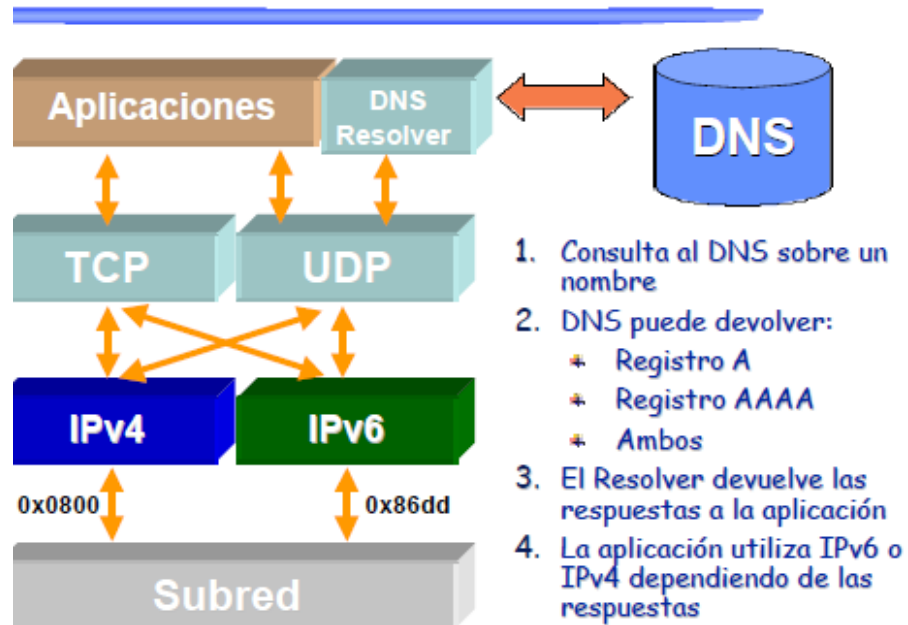 Aplicaciones
DNS
Resolver
DNS
TCP
UDP
IPv4
IPv6
0x0800
0x86dd
Subred
1. Consulta al DNS sobre un
nombre
2. DNS puede devolver:
Registro A
Registro AAAA
Ambos
3. El Resolver devuelve las
respuestas a la aplicación
4. La aplicación utiliza IPv6 o
IPv4 dependiendo de las
respuestas